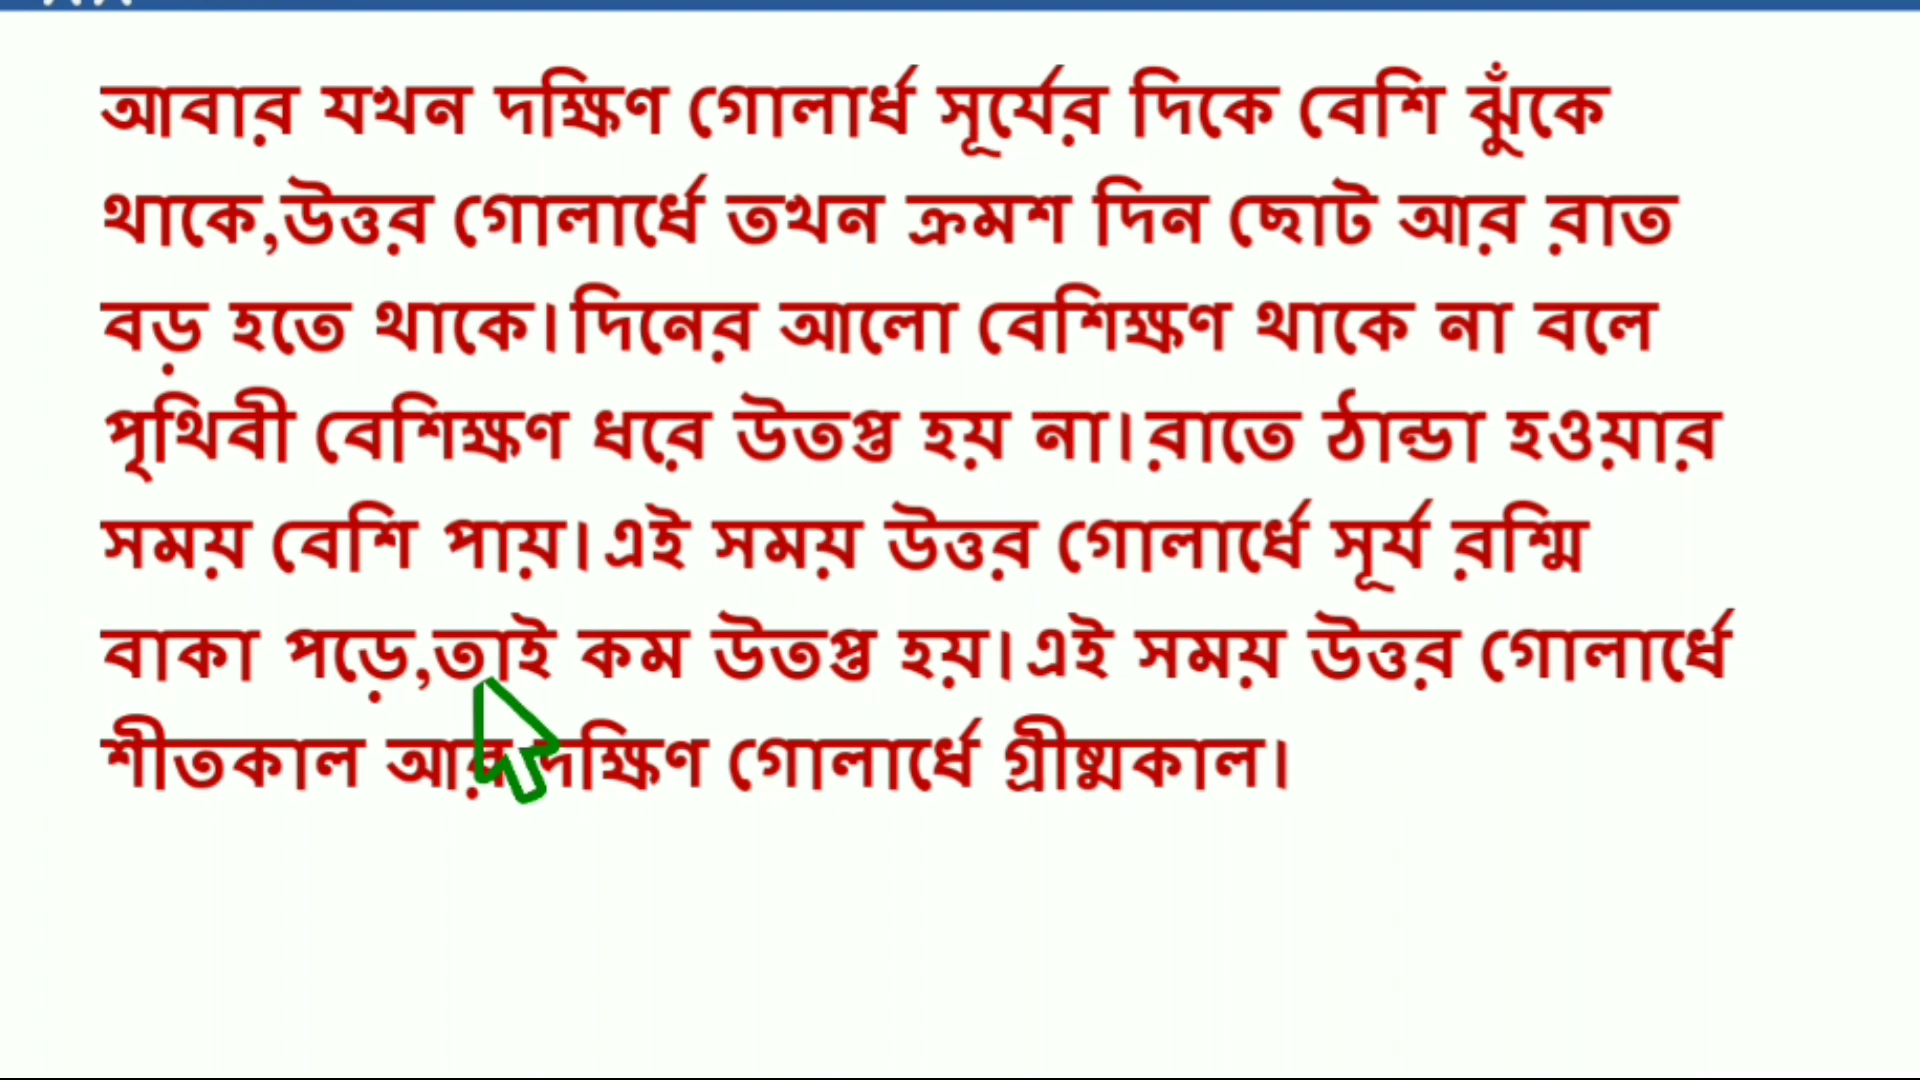 আবার যখন দক্ষিণ গোলার্ধ সূর্যের দিকে বেশি ঝুঁকে
থাকে,উত্তর গোলার্ধে তখন ক্রমশ দিন ছোট আর রাত
বড় হতে থাকে।দিনের আলো বেশিক্ষণ থাকে না বলে
পৃথিবী বেশিক্ষণ ধরে উতপ্ত হয় না।রাতে ঠান্ডা হওয়ার
সময় বেশি পায়।এই সময় উত্তর গোলার্ধে সূর্য রশ্মি
বাকা পড়ে,তাই কম উতপ্ত হয়।এই সময় উত্তর গোলার্ধে
শীতকাল আর দক্ষিণ গোলার্ধে গ্রীষ্মকাল।